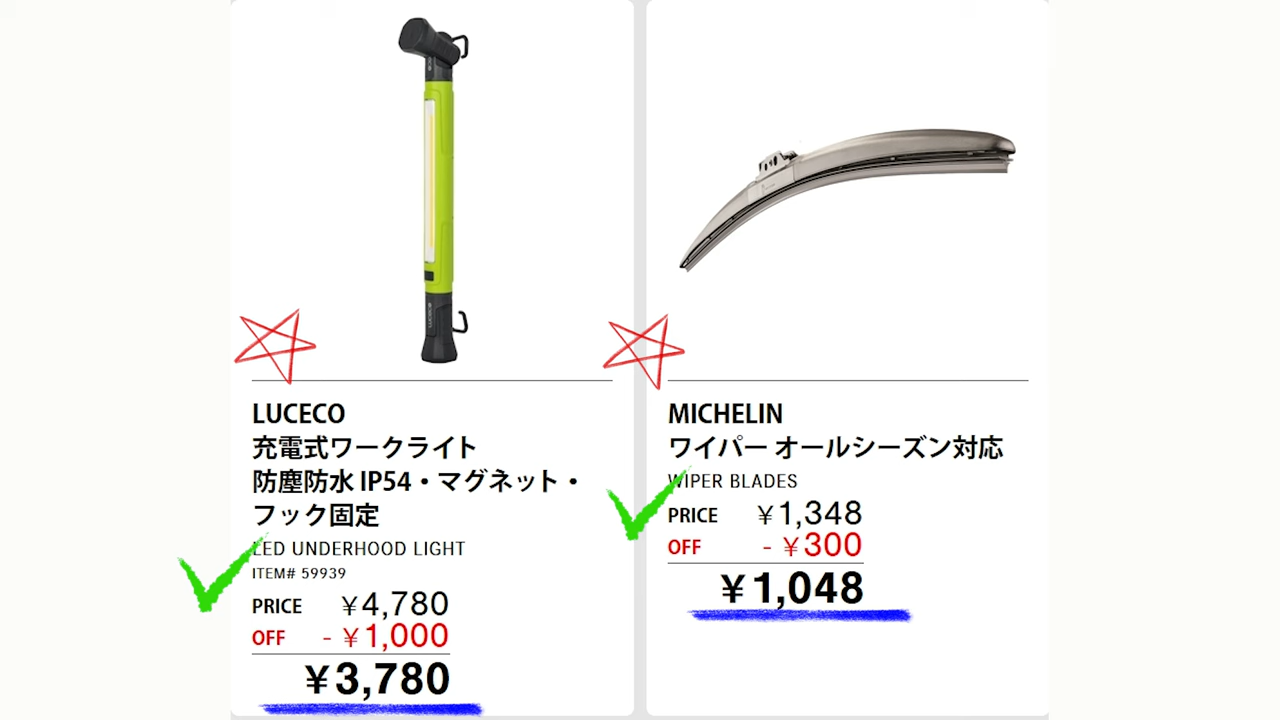 LUCECO
充電式ワークライト
防塵防水 IP54・マグネット・
フック固定
LED UNDERHOOD LIGHT
ITEM# 59939
PRICE ￥4,780
OFF - ￥1,000
￥3,780
MICHELIN
ワイパー オールシーズン対応
WIPER BLADES
PRICE ￥1,348
OFF - ￥300
￥1,048